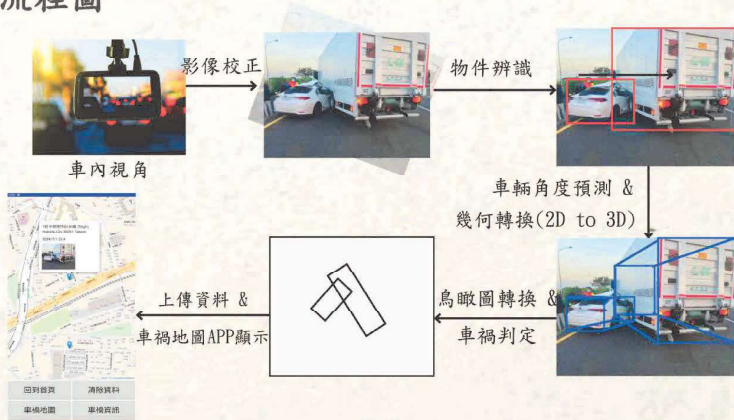 流程圖
影像校正
物件辨識
車內視角
車輛角度預測 &
幾何轉換(2D to 3D)
鳥瞰圖轉換 &
車禍判定
上傳資料 &
車禍地圖APP顯示
回到首頁
清除資料
車禍地圖
車禍資訊